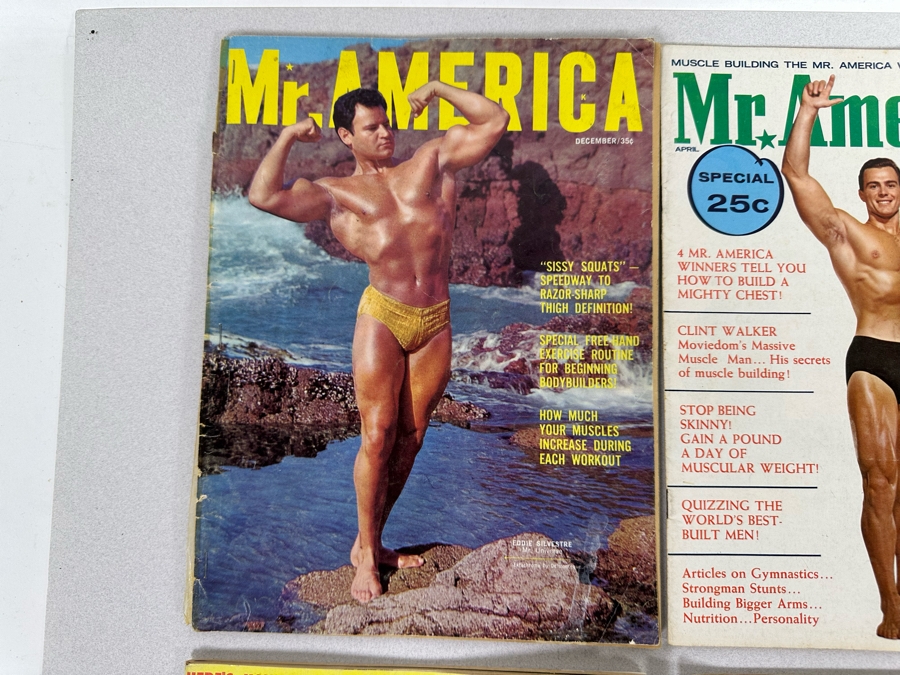 Mr. AMERICA
DECEMBER/35¢
"SISSY SQUATS" —
SPEEDWAY TO
RAZOR-SHARP
THIGH DEFINITION!
SPECIAL FREE-HAND
EXERCISE ROUTINE
FOR BEGINNING
BODYBUILDERS!
HOW MUCH
YOUR MUSCLES
INCREASE DURING
EACH WORKOUT
EDDIE SILVESTRE
Mr. Universe
MUSCLE BUILDING THE MR. AMERICA
Mr. Ame
APRIL
SPECIAL
25c
4 MR. AMERICA
WINNERS TELL YOU
HOW TO BUILD A
MIGHTY CHEST!
CLINT WALKER
Moviedom's Massive
Muscle Man... His secrets
of muscle building!
STOP BEING
SKINNY!
GAIN A POUND
A DAY OF
MUSCULAR WEIGHT!
QUIZZING THE
WORLD'S BEST-
BUILT MEN!
Articles on Gymnastics...
Strongman Stunts...
Building Bigger Arms...
Nutrition...Personality